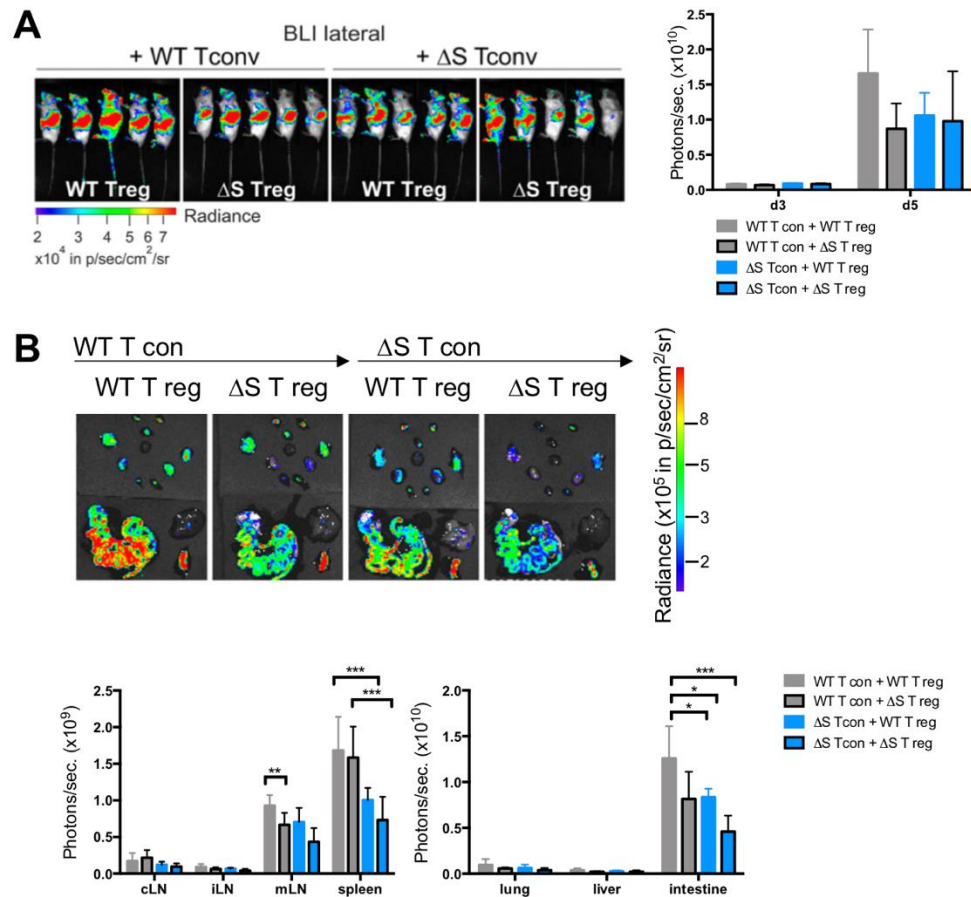 A
BLI lateral
+ WT Tconv
+ ΔS Tconv
WT Treg
ΔS Treg
WT Treg
ΔS Treg
Radiance
2 3 4 5 6 7
x10⁴ in p/sec/cm²/sr
Photons/sec. (x10¹⁰)
2.5
2.0
1.5
1.0
0.5
0.0
d3
d5
WT T con + WT T reg
WT T con + ΔS T reg
ΔS Tcon + WT T reg
ΔS Tcon + ΔS T reg
B
WT T con
ΔS T con
WT T reg
ΔS T reg
WT T reg
ΔS T reg
Radiance (x10⁵ in p/sec/cm²/sr)
8
5
3
2
Photons/sec. (x10⁹)
2.5
2.0
1.5
1.0
0.5
0.0
**
***
***
cLN
iLN
mLN
spleen
Photons/sec. (x10¹⁰)
2.0
1.5
1.0
0.5
0.0
***
*
*
lung
liver
intestine
WT T con + WT T reg
WT T con + ΔS T reg
ΔS Tcon + WT T reg
ΔS Tcon + ΔS T reg